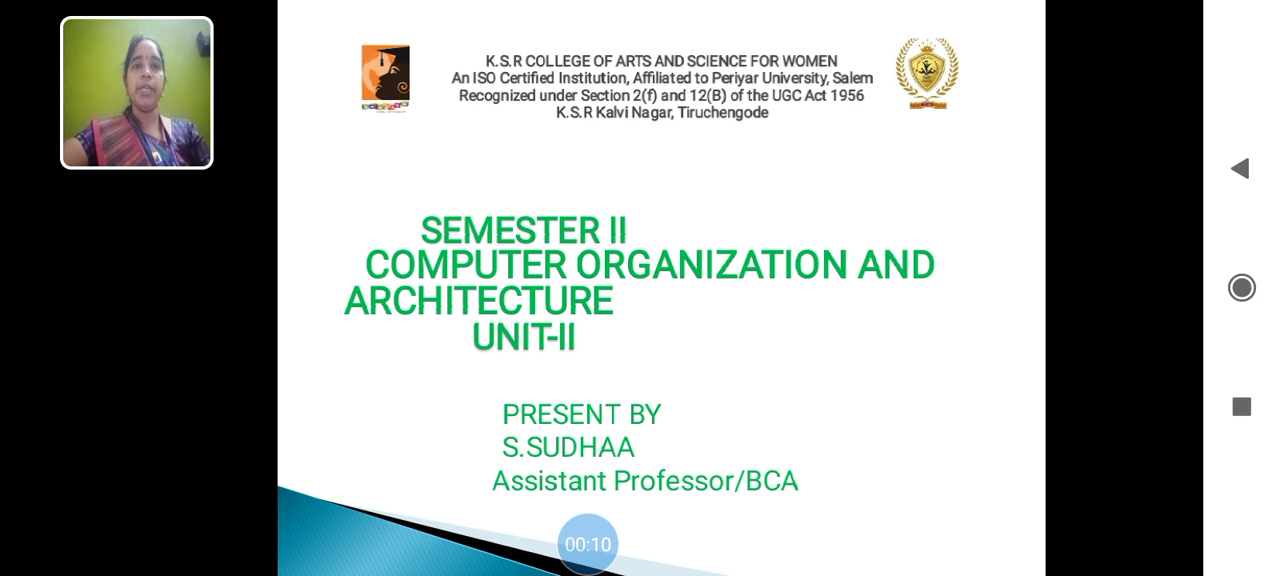 K.S.R COLLEGE OF ARTS AND SCIENCE FOR WOMEN
An ISO Certified Institution, Affiliated to Periyar University, Salem
Recognized under Section 2(f) and 12(B) of the UGC Act 1956
K.S.R Kalvi Nagar, Tiruchengode
SEMESTER II
COMPUTER ORGANIZATION AND
ARCHITECTURE
UNIT-II
PRESENT BY
S.SUDHAA
Assistant Professor/BCA
00:10